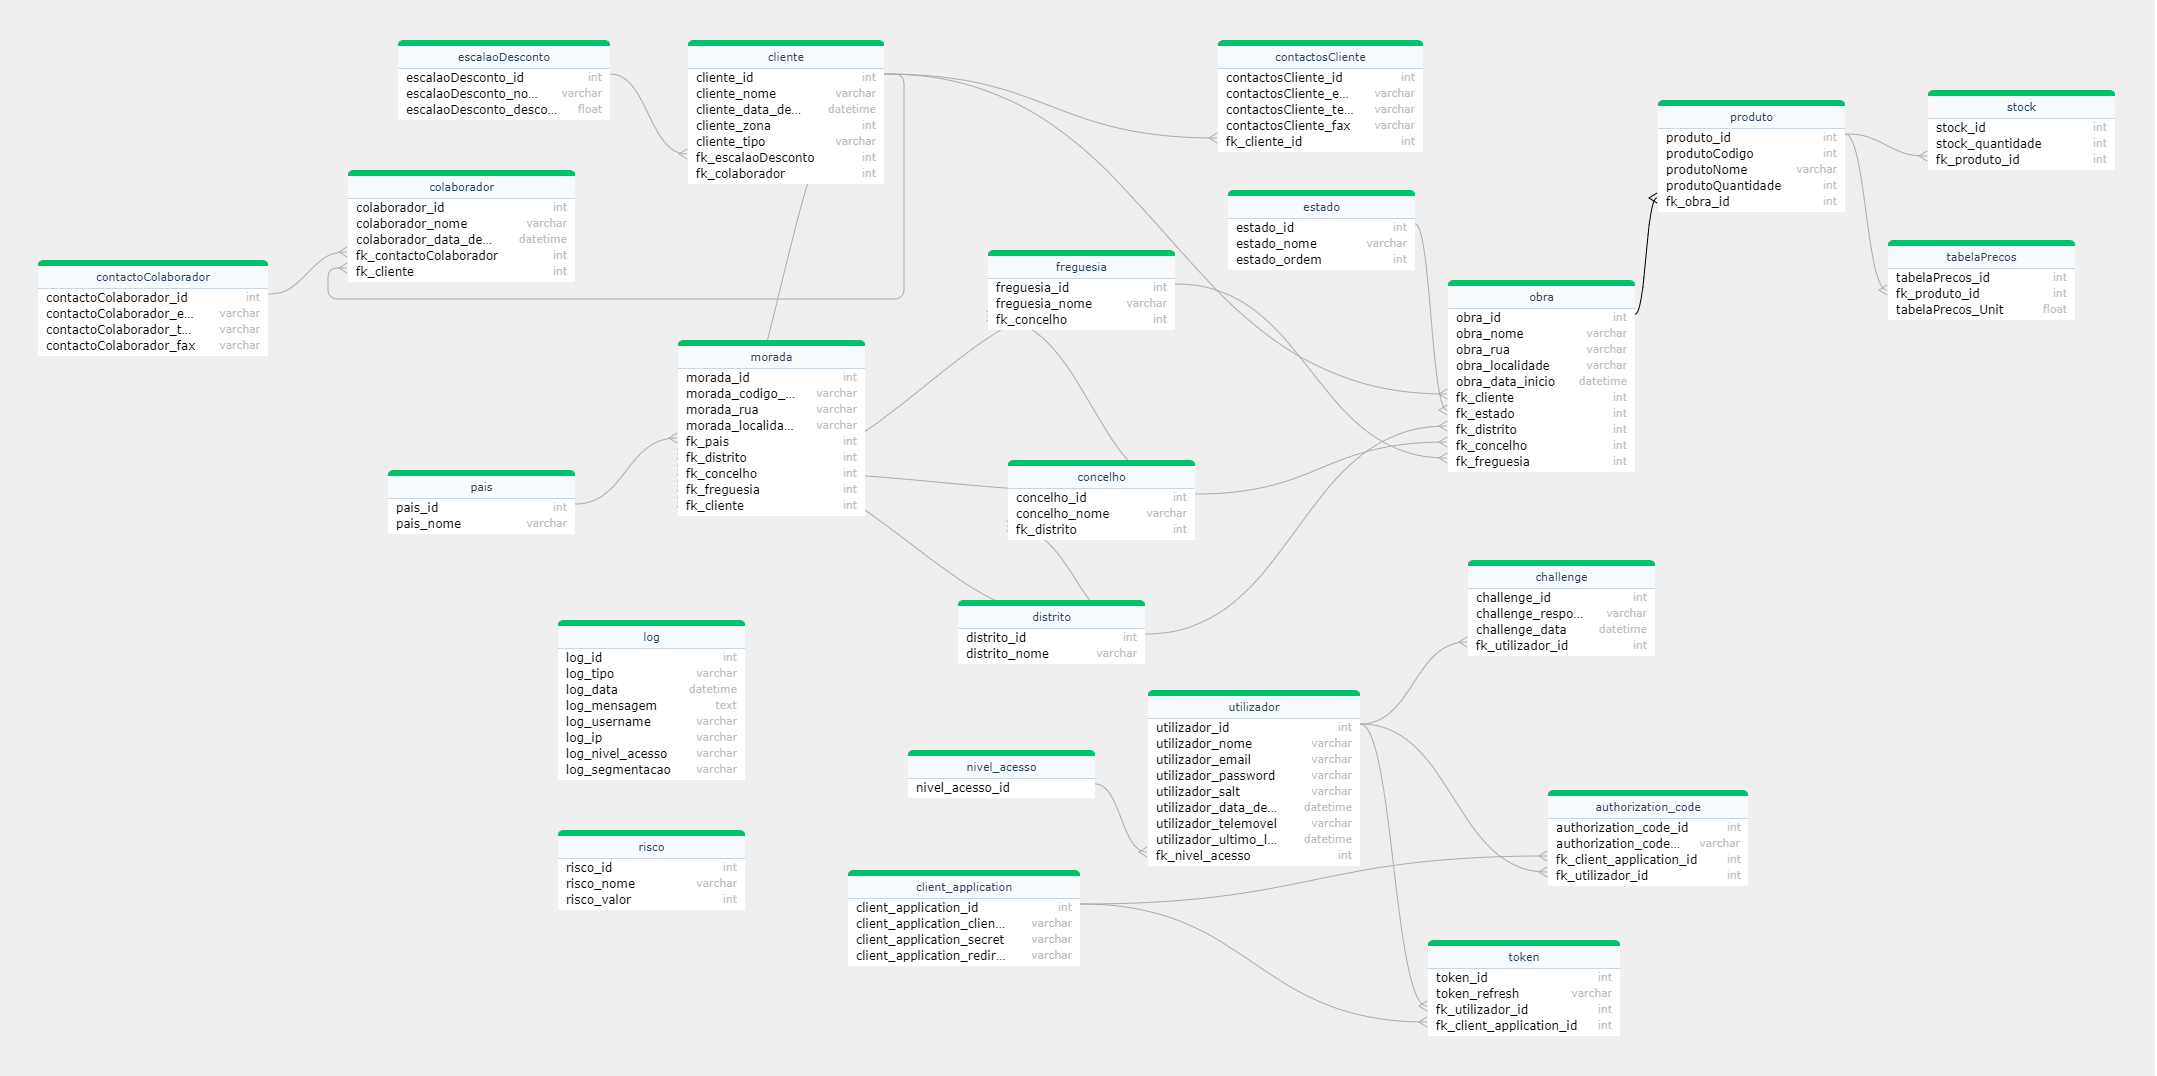 escalaoDesconto
escalaoDesconto_id int
escalaoDesconto_no... varchar
escalaoDesconto_desco... float
cliente
cliente_id int
cliente_nome varchar
cliente_data_de... datetime
cliente_zona int
cliente_tipo varchar
fk_escalaoDesconto int
fk_colaborador int
contactosCliente
contactosCliente_id int
contactosCliente_e... varchar
contactosCliente_te... varchar
contactosCliente_fax varchar
fk_cliente_id int
produto
produto_id int
produtoCodigo int
produtoNome varchar
produtoQuantidade int
fk_obra_id int
stock
stock_id int
stock_quantidade int
fk_produto_id int
colaborador
colaborador_id int
colaborador_nome varchar
colaborador_data_de... datetime
fk_contactoColaborador int
fk_cliente int
estado
estado_id int
estado_nome varchar
estado_ordem int
contactoColaborador
contactoColaborador_id int
contactoColaborador_e... varchar
contactoColaborador_t... varchar
contactoColaborador_fax varchar
freguesia
freguesia_id int
freguesia_nome varchar
fk_concelho int
tabelaPrecos
tabelaPrecos_id int
fk_produto_id int
tabelaPrecos_Unit float
obra
obra_id int
obra_nome varchar
obra_rua varchar
obra_localidade varchar
obra_data_inicio datetime
fk_cliente int
fk_estado int
fk_distrito int
fk_concelho int
fk_freguesia int
morada
morada_id int
morada_codigo_... varchar
morada_rua varchar
morada_localida... varchar
fk_pais int
fk_distrito int
fk_concelho int
fk_freguesia int
fk_cliente int
pais
pais_id int
pais_nome varchar
concelho
concelho_id int
concelho_nome varchar
fk_distrito int
challenge
challenge_id int
challenge_respo... varchar
challenge_data datetime
fk_utilizador_id int
distrito
distrito_id int
distrito_nome varchar
log
log_id int
log_tipo varchar
log_data datetime
log_mensagem text
log_username varchar
log_ip varchar
log_nivel_acesso varchar
log_segmentacao varchar
utilizador
utilizador_id int
utilizador_nome varchar
utilizador_email varchar
utilizador_password varchar
utilizador_salt varchar
utilizador_data_de... datetime
utilizador_telemovel varchar
utilizador_ultimo_l... datetime
fk_nivel_acesso int
nivel_acesso
nivel_acesso_id
authorization_code
authorization_code_id int
authorization_code... varchar
fk_client_application_id int
fk_utilizador_id int
risco
risco_id int
risco_nome varchar
risco_valor int
client_application
client_application_id int
client_application_clien... varchar
client_application_secret varchar
client_application_redir... varchar
token
token_id int
token_refresh varchar
fk_utilizador_id int
fk_client_application_id int